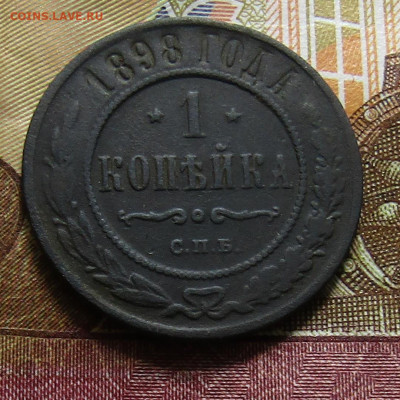 COINS.LAVE.RU
1898 ГОДА
1
КОПѢЙКА
С.П.Б.